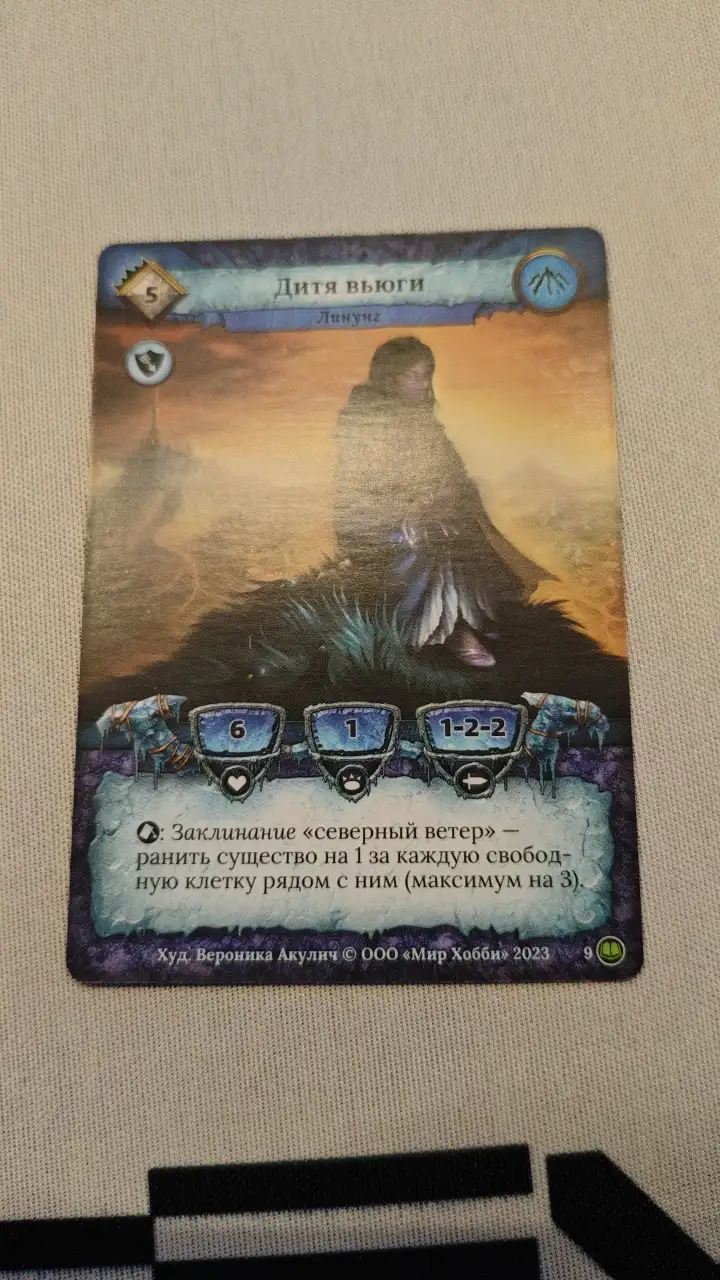 5
Дитя вьюги
Линунг
6
1
1-2-2
: Заклинание «северный ветер» —
ранить существо на 1 за каждую свобод-
ную клетку рядом с ним (максимум на 3).
Худ. Вероника Акулич © ООО «Мир Хобби» 2023
9